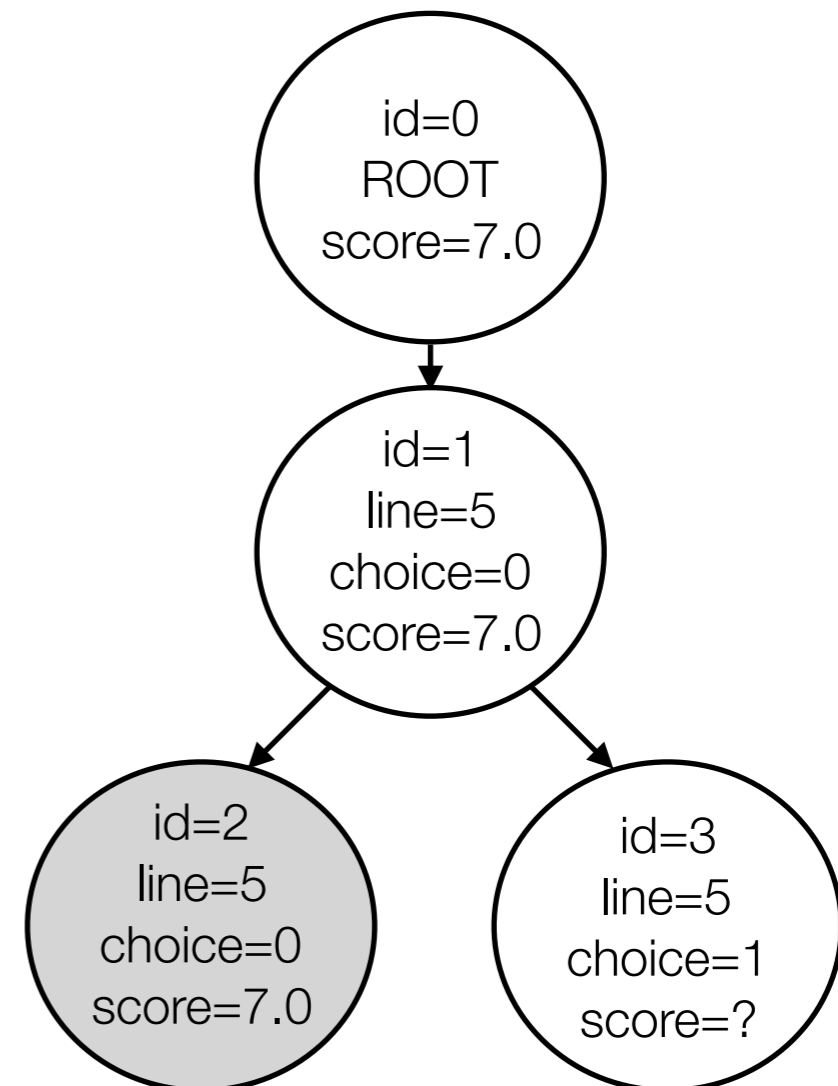 id=0
ROOT
score=7.0
id=1
line=5
choice=0
score=7.0
id=2
line=5
choice=0
score=7.0
id=3
line=5
choice=1
score=?